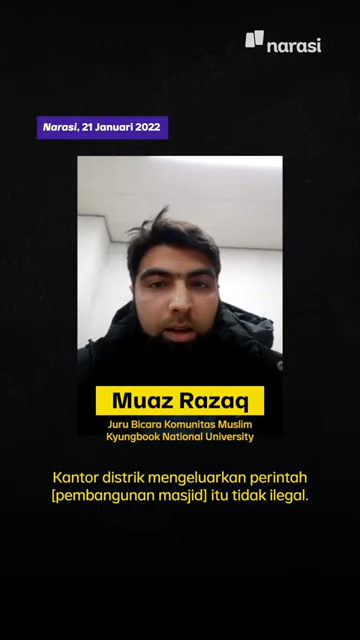 narasi
Narasi, 21 Januari 2022
Muaz Razaq
Juru Bicara Komunitas Muslim
Kyungbook National University
Kantor distrik mengeluarkan perintah
[pembangunan masjid] itu tidak ilegal.